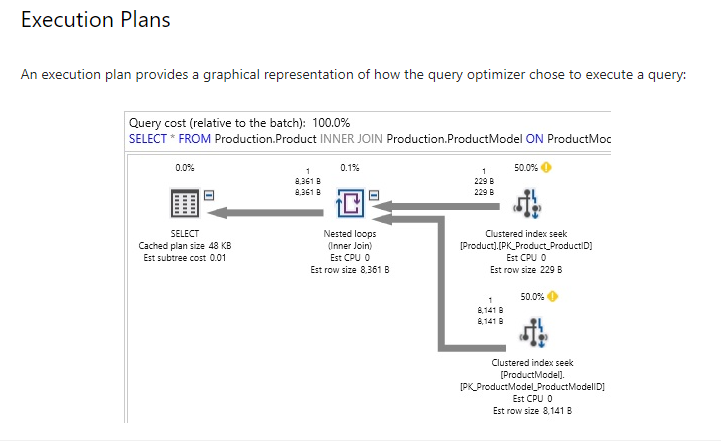 Execution Plans
An execution plan provides a graphical representation of how the query optimizer chose to execute a query:
Query cost (relative to the batch): 100.0%
SELECT * FROM Production.Product INNER JOIN Production.ProductModel ON ProductMoc
0.0%
1
8,361 B
8,361 B
0.1%
1
229 B
229 B
50.0%
SELECT
Cached plan size 48 KB
Est subtree cost 0.01
Nested loops
(Inner Join)
Est CPU 0
Est row size 8,361 B
Clustered index seek
[Product].[PK_Product_ProductID]
Est CPU 0
Est row size 229 B
1
8,141 B
8,141 B
50.0%
Clustered index seek
[ProductModel].
[PK_ProductModel_ProductModelID]
Est CPU 0
Est row size 8,141 B